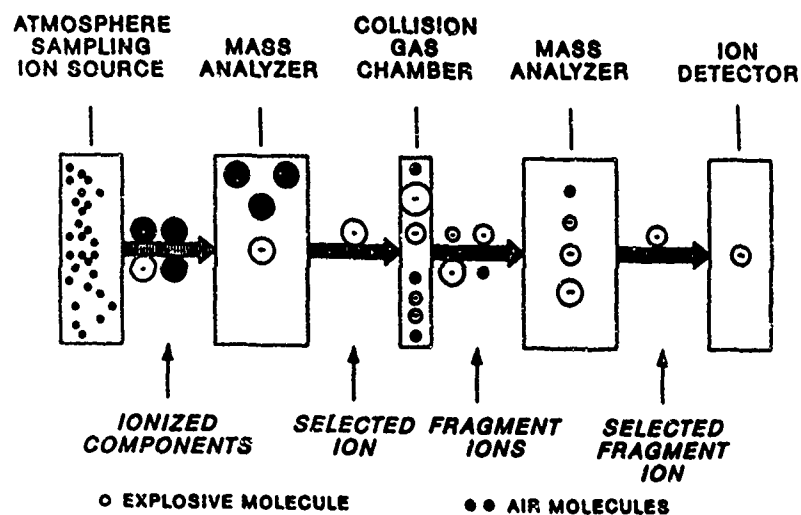 ATMOSPHERE
SAMPLING
ION SOURCE
MASS
ANALYZER
COLLISION
GAS
CHAMBER
MASS
ANALYZER
ION
DETECTOR
IONIZED
COMPONENTS
SELECTED
ION
FRAGMENT
IONS
SELECTED
FRAGMENT
ION
EXPLOSIVE MOLECULE
AIR MOLECULES